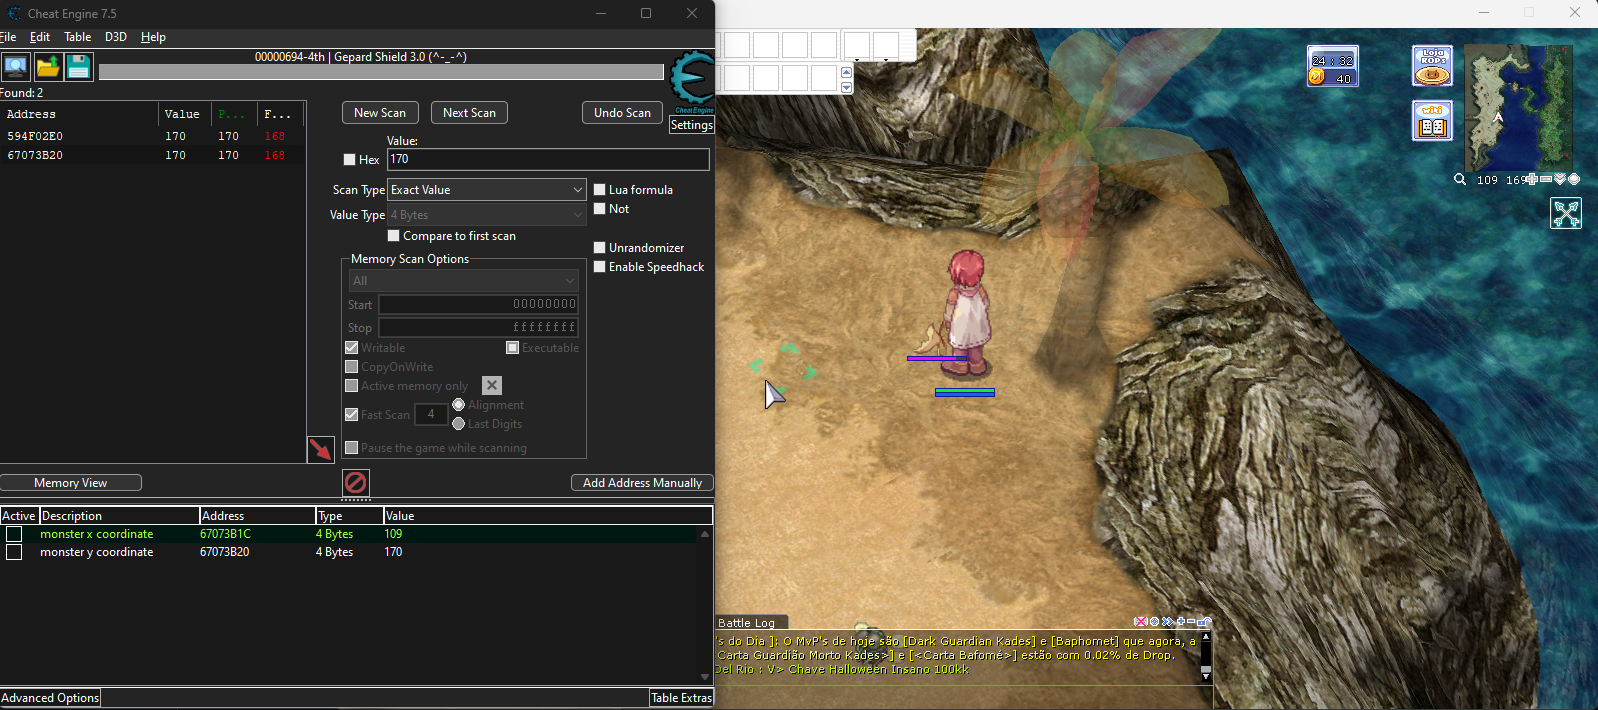 Cheat Engine 7.5
File Edit Table D3D Help
00000694-4th | Gepard Shield 3.0 (^-_-^)
Found: 2
Address Value P... F...
594F02E0 170 170 168
67073B20 170 170 168
New Scan Next Scan Undo Scan
Cheat Engine
Settings
Value:
Hex 170
Scan Type Exact Value
Lua formula
Value Type 4 Bytes
Not
Compare to first scan
Unrandomizer
Enable Speedhack
Memory Scan Options
All
Start 00000000
Stop ffffffff
Writable Executable
CopyOnWrite
Active memory only
Fast Scan 4 Alignment
Last Digits
Pause the game while scanning
Memory View
Add Address Manually
Active Description Address Type Value
monster x coordinate 67073B1C 4 Bytes 109
monster y coordinate 67073B20 4 Bytes 170
Advanced Options
Table Extras
24 : 32
40
Loja
ROPS
wiki
109 169
Battle Log
's do Dia ]: O MvP's de hoje são [Dark Guardian Kades] e [Baphomet] que agora, a
Carta Guardião Morto Kades>] e [<Carta Bafomé>] estão com 0.02% de Drop.
Del Rio : V> Chave Halloween Insano 100kk